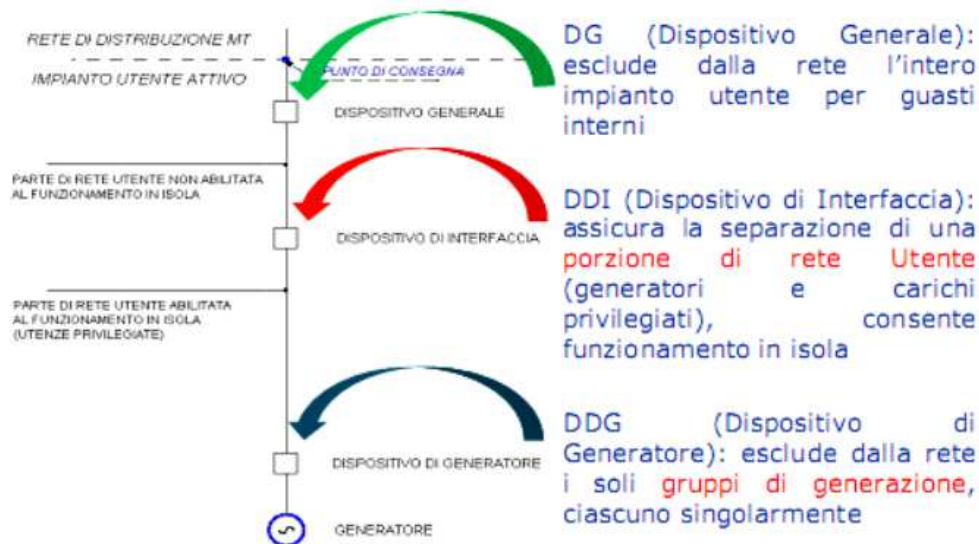 RETE DI DISTRIBUZIONE MT
IMPIANTO UTENTE ATTIVO
PUNTO DI CONSEGNA
DISPOSITIVO GENERALE
PARTE DI RETE UTENTE NON ABILITATA
AL FUNZIONAMENTO IN ISOLA
DISPOSITIVO DI INTERFACCIA
PARTE DI RETE UTENTE ABILITATA
AL FUNZIONAMENTO IN ISOLA
(UTENZE PRIVILEGIATE)
DISPOSITIVO DI GENERATORE
GENERATORE
DG (Dispositivo Generale):
esclude dalla rete l'intero
impianto utente per guasti
interni
DDI (Dispositivo di Interfaccia):
assicura la separazione di una
porzione di rete Utente
(generatori e carichi
privilegiati), consente
funzionamento in isola
DDG (Dispositivo di
Generatore): esclude dalla rete
i soli gruppi di generazione,
ciascuno singolarmente